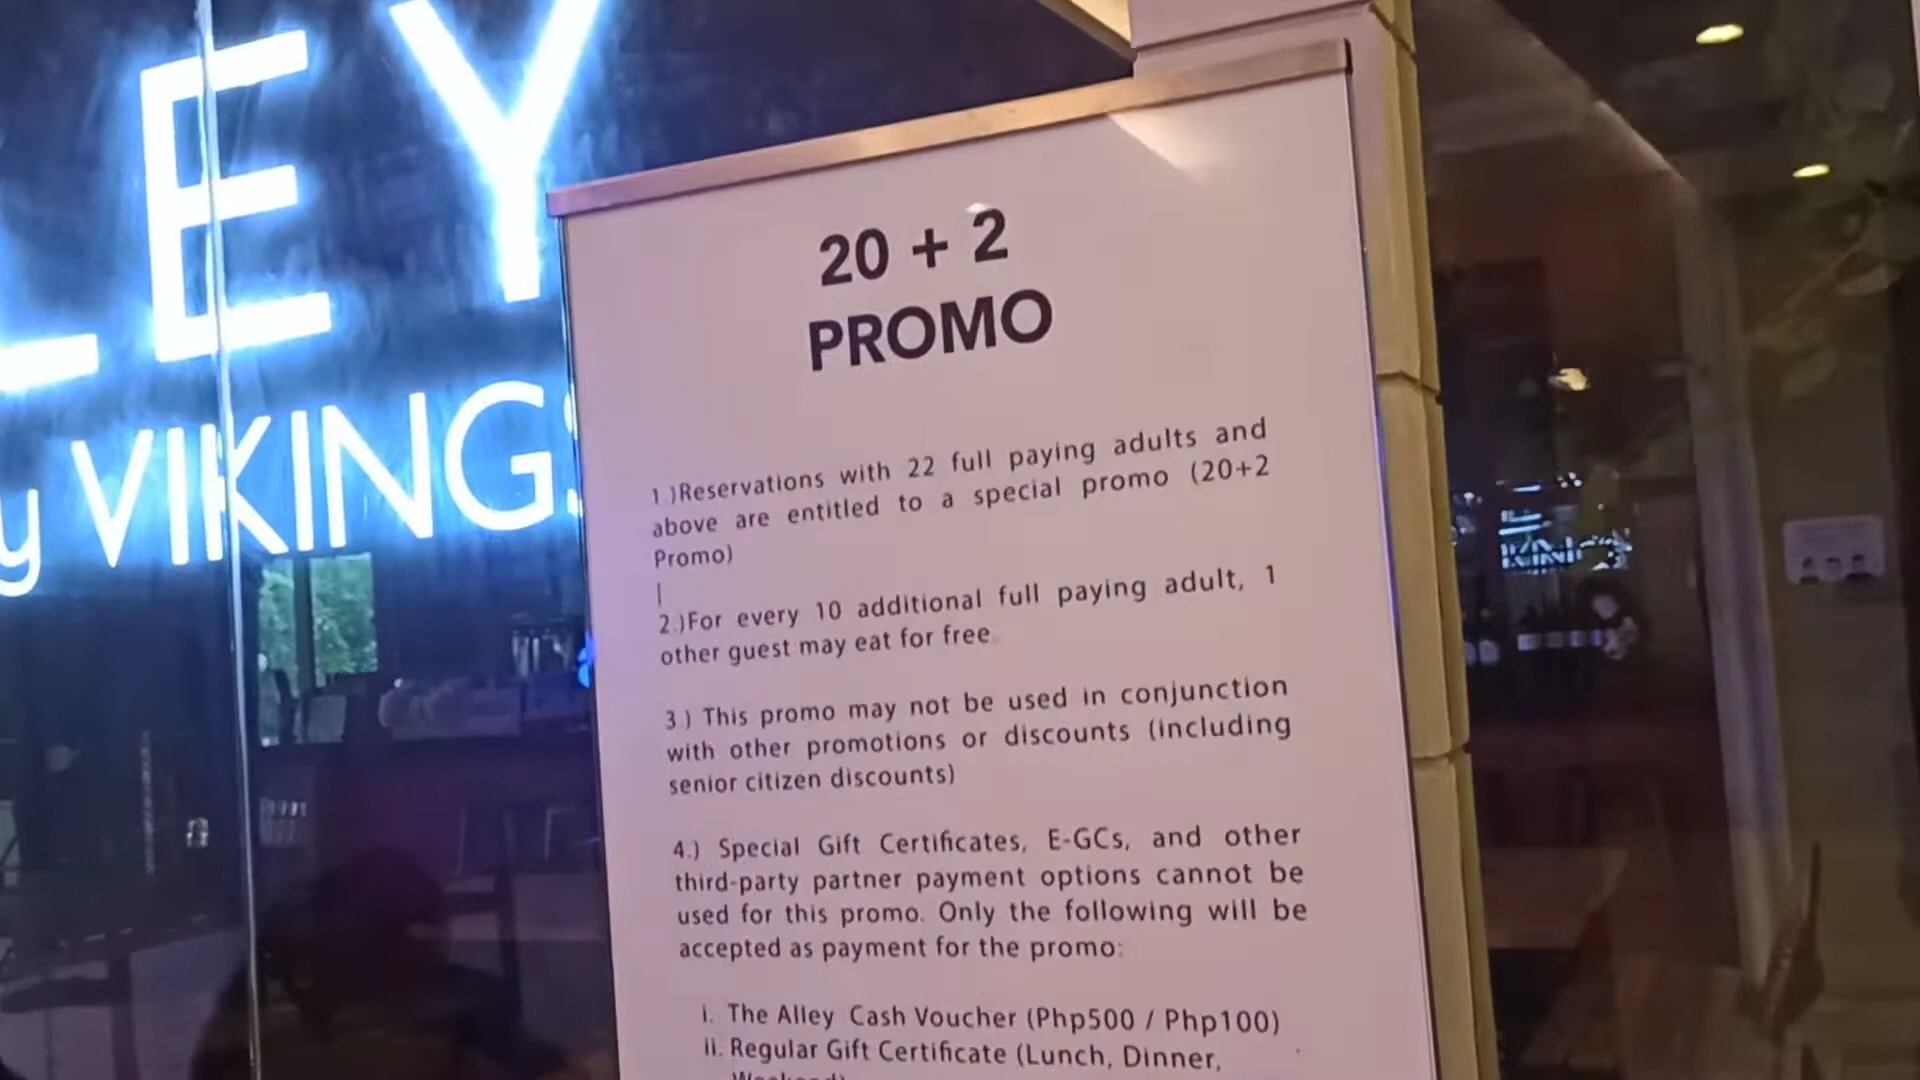 LEY
y VIKINGS
20 + 2
PROMO
1.)Reservations with 22 full paying adults and
above are entitled to a special promo (20+2
Promo)
|
2.)For every 10 additional full paying adult, 1
other guest may eat for free.
3.) This promo may not be used in conjunction
with other promotions or discounts (including
senior citizen discounts)
4.) Special Gift Certificates, E-GCs, and other
third-party partner payment options cannot be
used for this promo. Only the following will be
accepted as payment for the promo:
i. The Alley Cash Voucher (Php500 / Php100)
ii. Regular Gift Certificate (Lunch, Dinner,
Weekend)